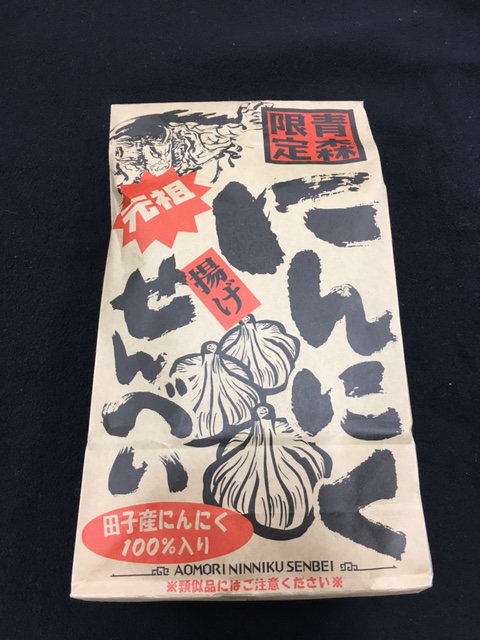 青森
限定
元祖
にんにく
揚げ
せんべい
田子産にんにく
100%入り
AOMORI NINNIKU SENBEI
※類似品にはご注意ください※